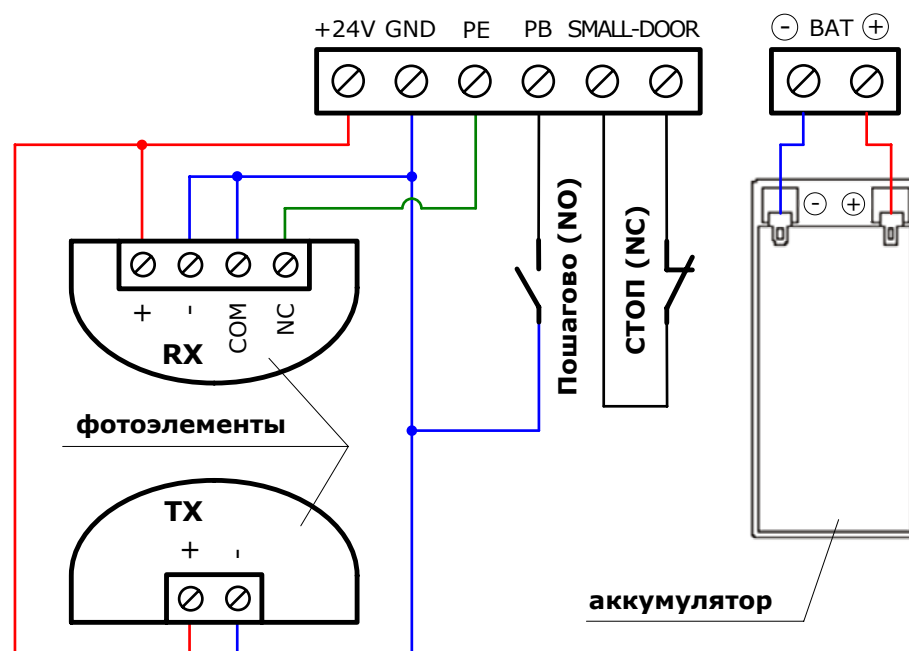 +24V GND PE PB SMALL-DOOR
- BAT +
- +
+ - COM NC
RX
Пошагово (NO)
СТОП (NC)
фотоэлементы
TX
+ -
аккумулятор